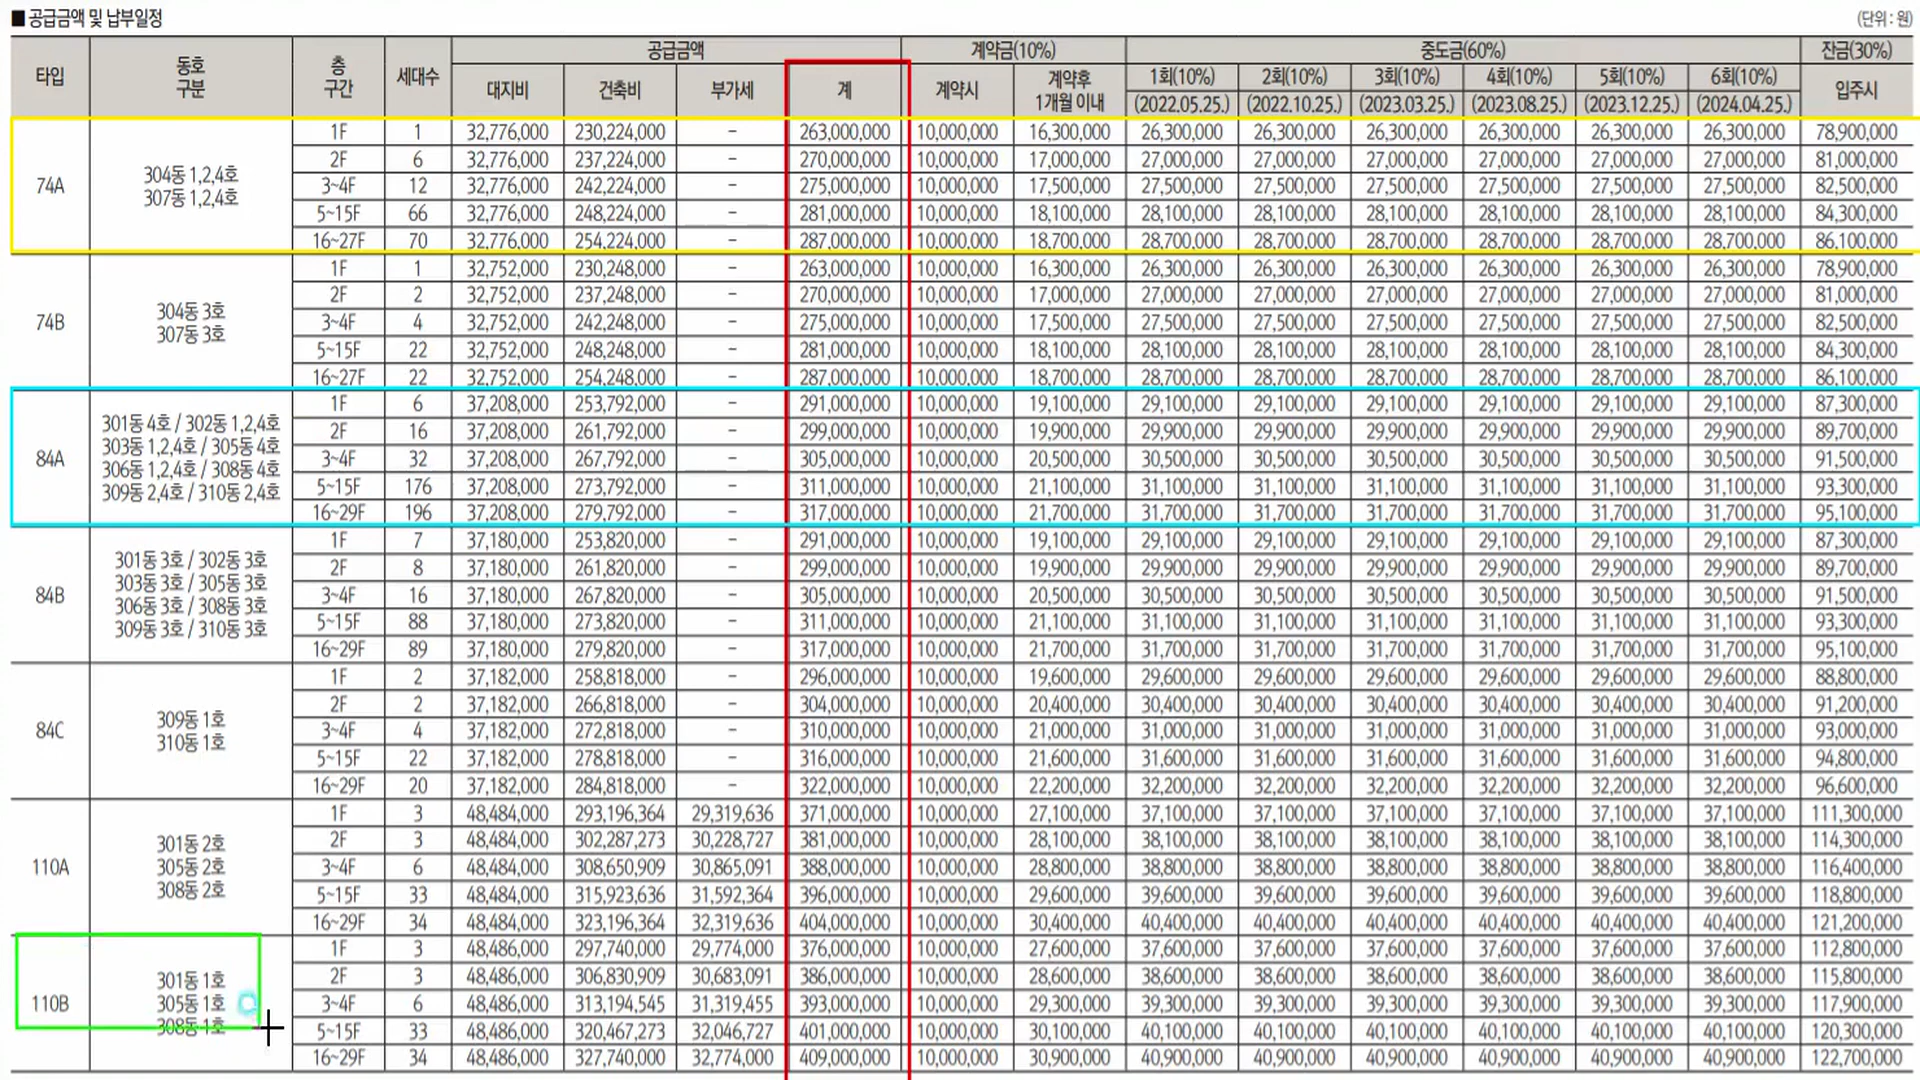 ■ 공급금액 및 납부일정
(단위 : 원)
타입 동호 구분 층 구간 세대수 공급금액 계약금(10%) 중도금(60%) 잔금(30%)
대지비 건축비 부가세 계 계약시 계약후 1개월 이내 1회(10%) 2회(10%) 3회(10%) 4회(10%) 5회(10%) 6회(10%) 입주시
(2022.05.25.) (2022.10.25.) (2023.03.25.) (2023.08.25.) (2023.12.25.) (2024.04.25.)
74A
304동 1,2,4호
307동 1,2,4호
1F 1 32,776,000 230,224,000 – 263,000,000 10,000,000 16,300,000 26,300,000 26,300,000 26,300,000 26,300,000 26,300,000 26,300,000 78,900,000
2F 6 32,776,000 237,224,000 – 270,000,000 10,000,000 17,000,000 27,000,000 27,000,000 27,000,000 27,000,000 27,000,000 27,000,000 81,000,000
3~4F 12 32,776,000 242,224,000 – 275,000,000 10,000,000 17,500,000 27,500,000 27,500,000 27,500,000 27,500,000 27,500,000 27,500,000 82,500,000
5~15F 66 32,776,000 248,224,000 – 281,000,000 10,000,000 18,100,000 28,100,000 28,100,000 28,100,000 28,100,000 28,100,000 28,100,000 84,300,000
16~27F 70 32,776,000 254,224,000 – 287,000,000 10,000,000 18,700,000 28,700,000 28,700,000 28,700,000 28,700,000 28,700,000 28,700,000 86,100,000
74B
304동 3호
307동 3호
1F 1 32,752,000 230,248,000 – 263,000,000 10,000,000 16,300,000 26,300,000 26,300,000 26,300,000 26,300,000 26,300,000 26,300,000 78,900,000
2F 2 32,752,000 237,248,000 – 270,000,000 10,000,000 17,000,000 27,000,000 27,000,000 27,000,000 27,000,000 27,000,000 27,000,000 81,000,000
3~4F 4 32,752,000 242,248,000 – 275,000,000 10,000,000 17,500,000 27,500,000 27,500,000 27,500,000 27,500,000 27,500,000 27,500,000 82,500,000
5~15F 22 32,752,000 248,248,000 – 281,000,000 10,000,000 18,100,000 28,100,000 28,100,000 28,100,000 28,100,000 28,100,000 28,100,000 84,300,000
16~27F 22 32,752,000 254,248,000 – 287,000,000 10,000,000 18,700,000 28,700,000 28,700,000 28,700,000 28,700,000 28,700,000 28,700,000 86,100,000
84A
301동 4호 / 302동 1,2,4호
303동 1,2,4호 / 305동 4호
306동 1,2,4호 / 308동 4호
309동 2,4호 / 310동 2,4호
1F 6 37,208,000 253,792,000 – 291,000,000 10,000,000 19,100,000 29,100,000 29,100,000 29,100,000 29,100,000 29,100,000 29,100,000 87,300,000
2F 16 37,208,000 261,792,000 – 299,000,000 10,000,000 19,900,000 29,900,000 29,900,000 29,900,000 29,900,000 29,900,000 29,900,000 89,700,000
3~4F 32 37,208,000 267,792,000 – 305,000,000 10,000,000 20,500,000 30,500,000 30,500,000 30,500,000 30,500,000 30,500,000 30,500,000 91,500,000
5~15F 176 37,208,000 273,792,000 – 311,000,000 10,000,000 21,100,000 31,100,000 31,100,000 31,100,000 31,100,000 31,100,000 31,100,000 93,300,000
16~29F 196 37,208,000 279,792,000 – 317,000,000 10,000,000 21,700,000 31,700,000 31,700,000 31,700,000 31,700,000 31,700,000 31,700,000 95,100,000
84B
301동 3호 / 302동 3호
303동 3호 / 305동 3호
306동 3호 / 308동 3호
309동 3호 / 310동 3호
1F 7 37,180,000 253,820,000 – 291,000,000 10,000,000 19,100,000 29,100,000 29,100,000 29,100,000 29,100,000 29,100,000 29,100,000 87,300,000
2F 8 37,180,000 261,820,000 – 299,000,000 10,000,000 19,900,000 29,900,000 29,900,000 29,900,000 29,900,000 29,900,000 29,900,000 89,700,000
3~4F 16 37,180,000 267,820,000 – 305,000,000 10,000,000 20,500,000 30,500,000 30,500,000 30,500,000 30,500,000 30,500,000 30,500,000 91,500,000
5~15F 88 37,180,000 273,820,000 – 311,000,000 10,000,000 21,100,000 31,100,000 31,100,000 31,100,000 31,100,000 31,100,000 31,100,000 93,300,000
16~29F 89 37,180,000 279,820,000 – 317,000,000 10,000,000 21,700,000 31,700,000 31,700,000 31,700,000 31,700,000 31,700,000 31,700,000 95,100,000
84C
309동 1호
310동 1호
1F 2 37,182,000 258,818,000 – 296,000,000 10,000,000 19,600,000 29,600,000 29,600,000 29,600,000 29,600,000 29,600,000 29,600,000 88,800,000
2F 2 37,182,000 266,818,000 – 304,000,000 10,000,000 20,400,000 30,400,000 30,400,000 30,400,000 30,400,000 30,400,000 30,400,000 91,200,000
3~4F 4 37,182,000 272,818,000 – 310,000,000 10,000,000 21,000,000 31,000,000 31,000,000 31,000,000 31,000,000 31,000,000 31,000,000 93,000,000
5~15F 22 37,182,000 278,818,000 – 316,000,000 10,000,000 21,600,000 31,600,000 31,600,000 31,600,000 31,600,000 31,600,000 31,600,000 94,800,000
16~29F 20 37,182,000 284,818,000 – 322,000,000 10,000,000 22,200,000 32,200,000 32,200,000 32,200,000 32,200,000 32,200,000 32,200,000 96,600,000
110A
301동 2호
305동 2호
308동 2호
1F 3 48,484,000 293,196,364 29,319,636 371,000,000 10,000,000 27,100,000 37,100,000 37,100,000 37,100,000 37,100,000 37,100,000 37,100,000 111,300,000
2F 3 48,484,000 302,287,273 30,228,727 381,000,000 10,000,000 28,100,000 38,100,000 38,100,000 38,100,000 38,100,000 38,100,000 38,100,000 114,300,000
3~4F 6 48,484,000 308,650,909 30,865,091 388,000,000 10,000,000 28,800,000 38,800,000 38,800,000 38,800,000 38,800,000 38,800,000 38,800,000 116,400,000
5~15F 33 48,484,000 315,923,636 31,592,364 396,000,000 10,000,000 29,600,000 39,600,000 39,600,000 39,600,000 39,600,000 39,600,000 39,600,000 118,800,000
16~29F 34 48,484,000 323,196,364 32,319,636 404,000,000 10,000,000 30,400,000 40,400,000 40,400,000 40,400,000 40,400,000 40,400,000 40,400,000 121,200,000
110B
301동 1호
305동 1호
308동 1호
1F 3 48,486,000 297,740,000 29,774,000 376,000,000 10,000,000 27,600,000 37,600,000 37,600,000 37,600,000 37,600,000 37,600,000 37,600,000 112,800,000
2F 3 48,486,000 306,830,909 30,683,091 386,000,000 10,000,000 28,600,000 38,600,000 38,600,000 38,600,000 38,600,000 38,600,000 38,600,000 115,800,000
3~4F 6 48,486,000 313,194,545 31,319,455 393,000,000 10,000,000 29,300,000 39,300,000 39,300,000 39,300,000 39,300,000 39,300,000 39,300,000 117,900,000
5~15F 33 48,486,000 320,467,273 32,046,727 401,000,000 10,000,000 30,100,000 40,100,000 40,100,000 40,100,000 40,100,000 40,100,000 40,100,000 120,300,000
16~29F 34 48,486,000 327,740,000 32,774,000 409,000,000 10,000,000 30,900,000 40,900,000 40,900,000 40,900,000 40,900,000 40,900,000 40,900,000 122,700,000